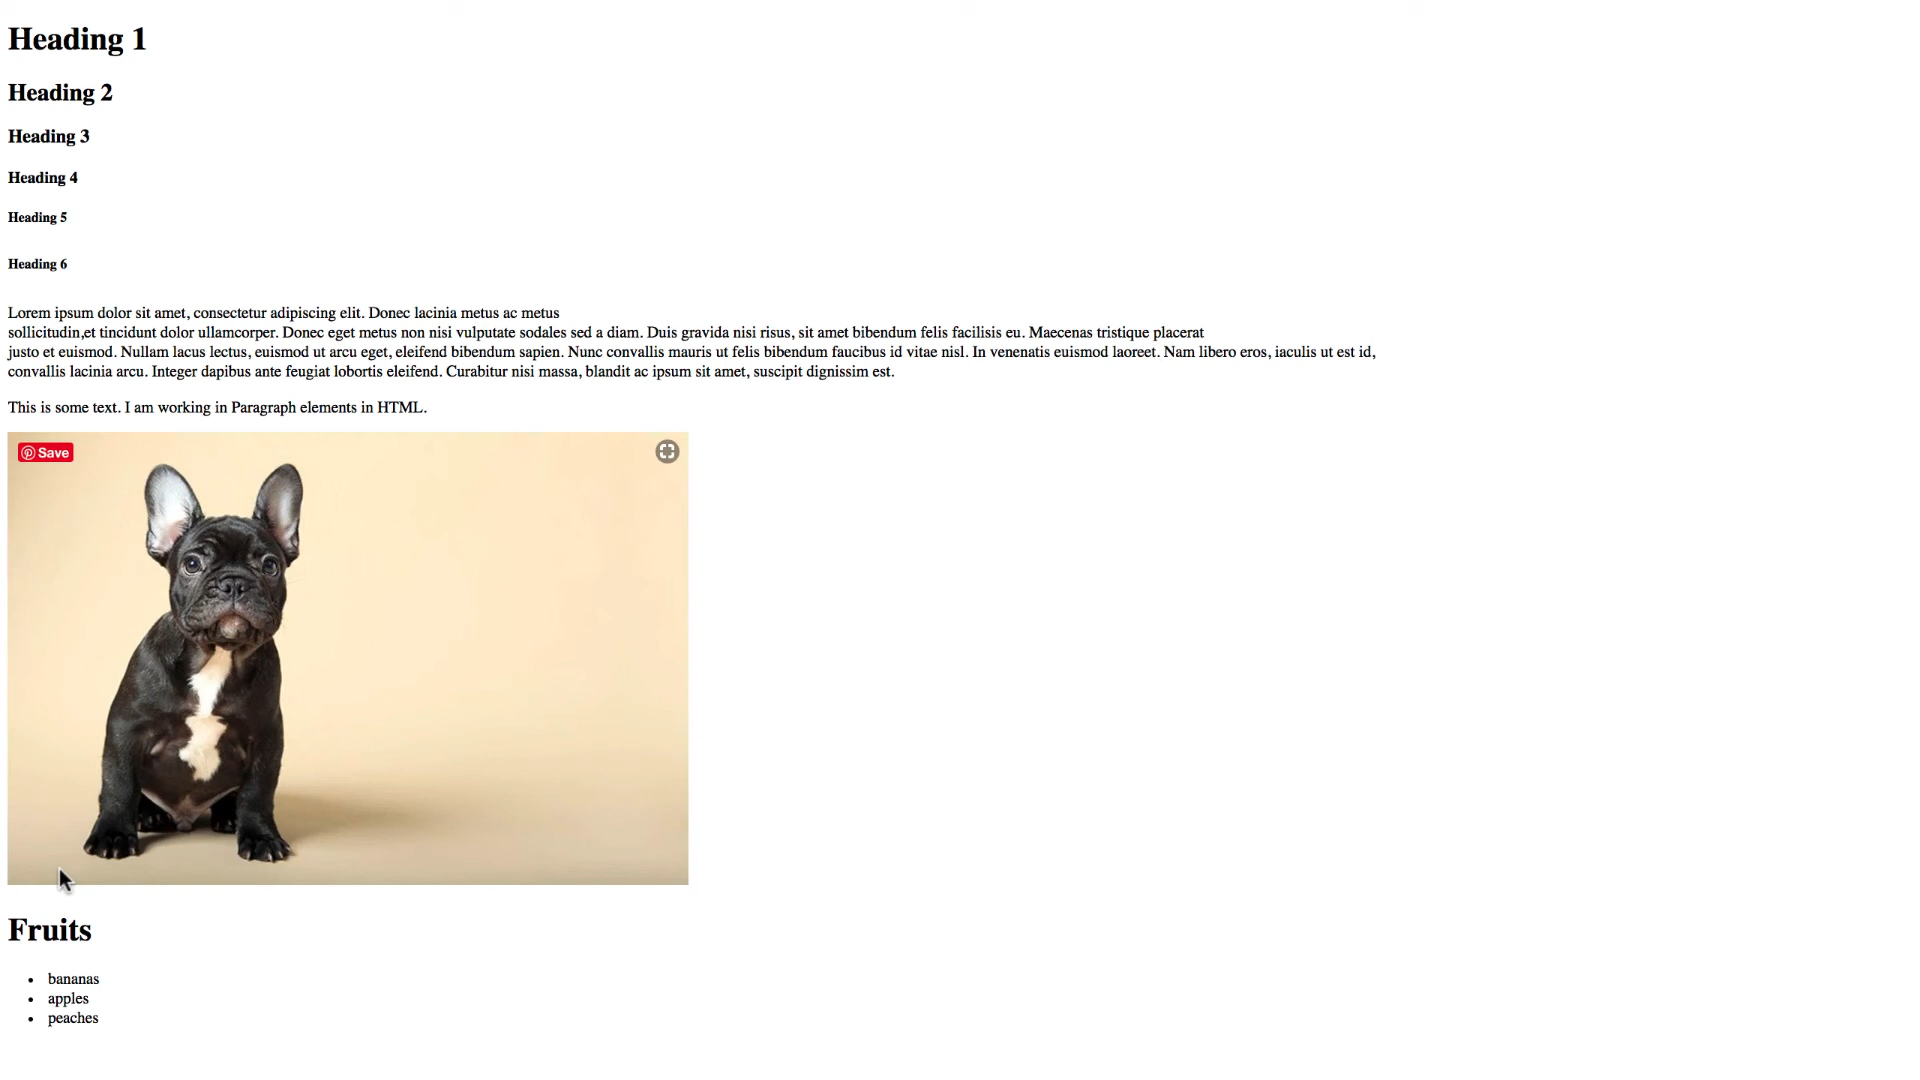 Heading 1
Heading 2
Heading 3
Heading 4
Heading 5
Heading 6
Lorem ipsum dolor sit amet, consectetur adipiscing elit. Donec lacinia metus ac metus
sollicitudin,et tincidunt dolor ullamcorper. Donec eget metus non nisi vulputate sodales sed a diam. Duis gravida nisi risus, sit amet bibendum felis facilisis eu. Maecenas tristique placerat
justo et euismod. Nullam lacus lectus, euismod ut arcu eget, eleifend bibendum sapien. Nunc convallis mauris ut felis bibendum faucibus id vitae nisl. In venenatis euismod laoreet. Nam libero eros, iaculis ut est id,
convallis lacinia arcu. Integer dapibus ante feugiat lobortis eleifend. Curabitur nisi massa, blandit ac ipsum sit amet, suscipit dignissim est.
This is some text. I am working in Paragraph elements in HTML.
Save
Fruits
• bananas
• apples
• peaches